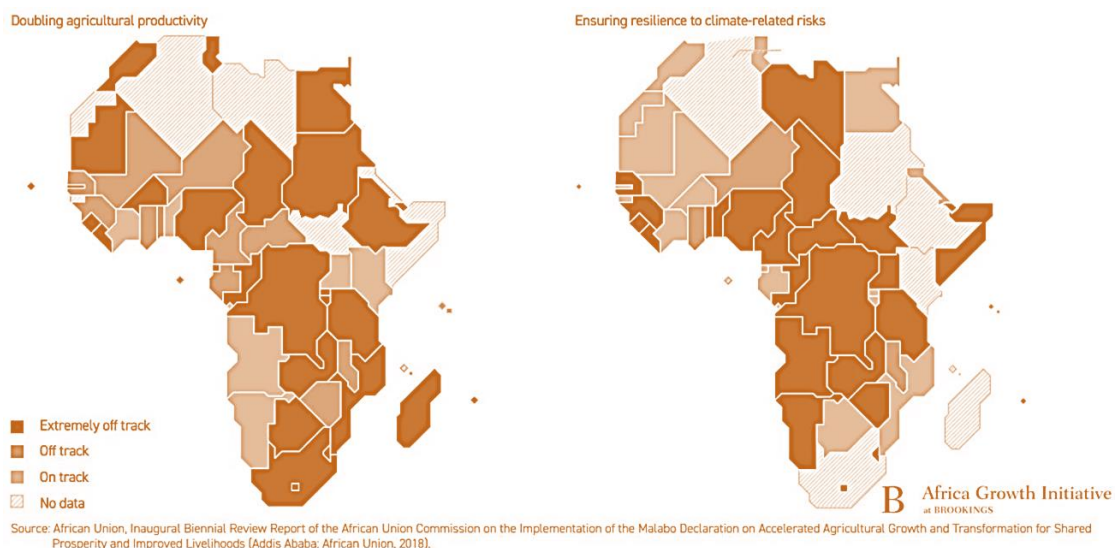 Doubling agricultural productivity
Ensuring resilience to climate-related risks
Extremely off track
Off track
On track
No data
B Africa Growth Initiative
at BROOKINGS
Source: African Union, Inaugural Biennial Review Report of the African Union Commission on the Implementation of the Malabo Declaration on Accelerated Agricultural Growth and Transformation for Shared
Prosperity and Improved Livelihoods (Addis Ababa: African Union, 2018).